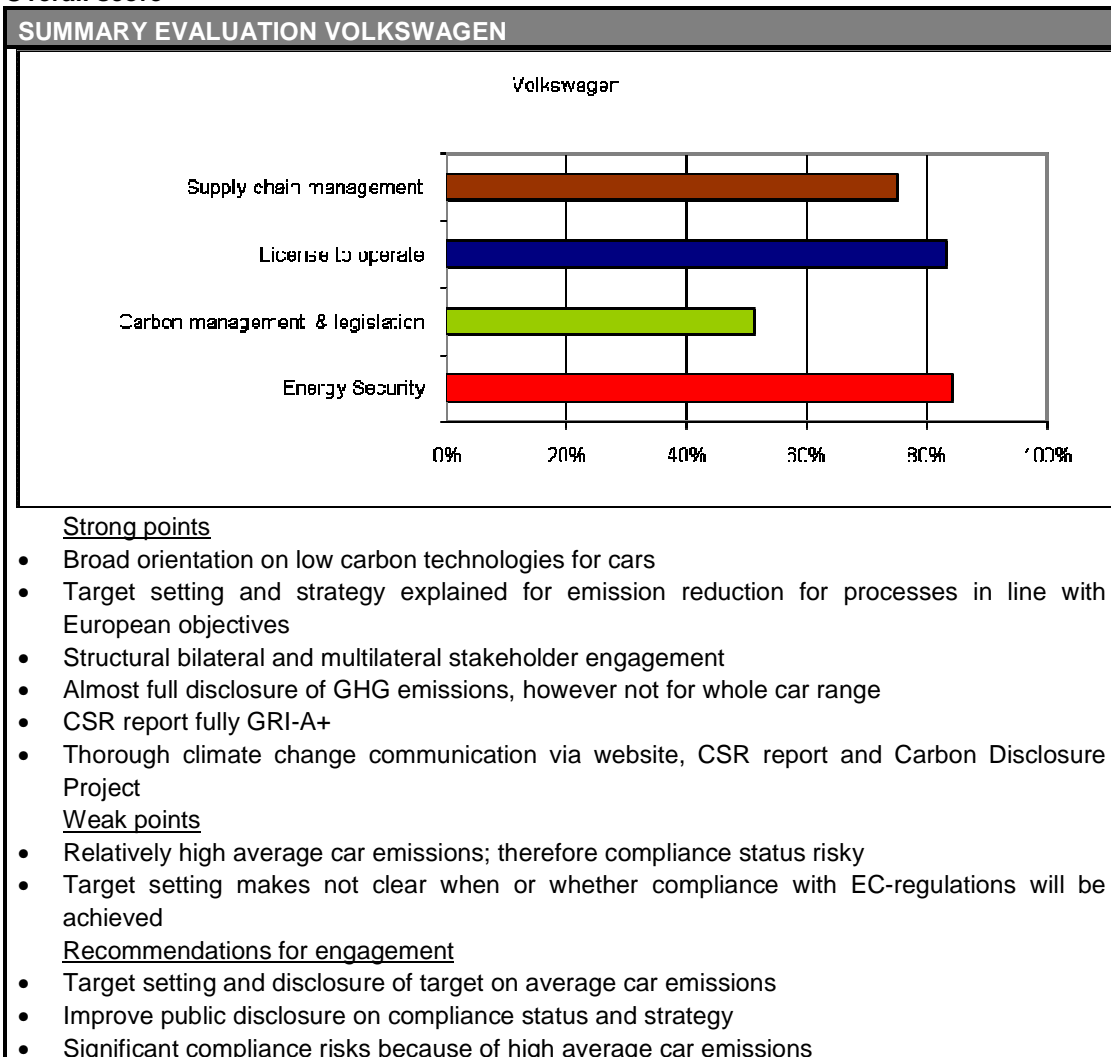 SUMMARY EVALUATION VOLKSWAGEN
Volkswagen
Supply chain management
License to operate
Carbon management & legislation
Energy Security
0% 20% 40% 60% 80% 100%
Strong points
• Broad orientation on low carbon technologies for cars
• Target setting and strategy explained for emission reduction for processes in line with
European objectives
• Structural bilateral and multilateral stakeholder engagement
• Almost full disclosure of GHG emissions, however not for whole car range
• CSR report fully GRI-A+
• Thorough climate change communication via website, CSR report and Carbon Disclosure
Project
Weak points
• Relatively high average car emissions; therefore compliance status risky
• Target setting makes not clear when or whether compliance with EC-regulations will be
achieved
Recommendations for engagement
• Target setting and disclosure of target on average car emissions
• Improve public disclosure on compliance status and strategy
• Significant compliance risks because of high average car emissions